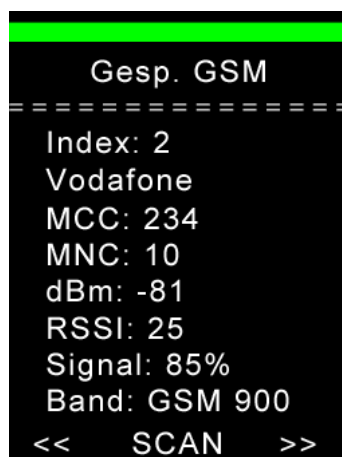 Gesp. GSM
================
Index: 2
Vodafone
MCC: 234
MNC: 10
dBm: -81
RSSI: 25
Signal: 85%
Band: GSM 900
<< SCAN >>